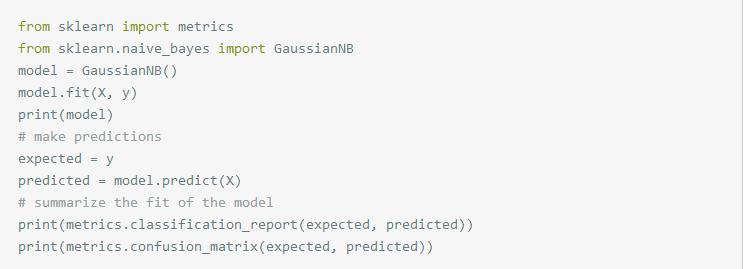 from sklearn import metrics
from sklearn.naive_bayes import GaussianNB
model = GaussianNB()
model.fit(X, y)
print(model)
# make predictions
expected = y
predicted = model.predict(X)
# summarize the fit of the model
print(metrics.classification_report(expected, predicted))
print(metrics.confusion_matrix(expected, predicted))